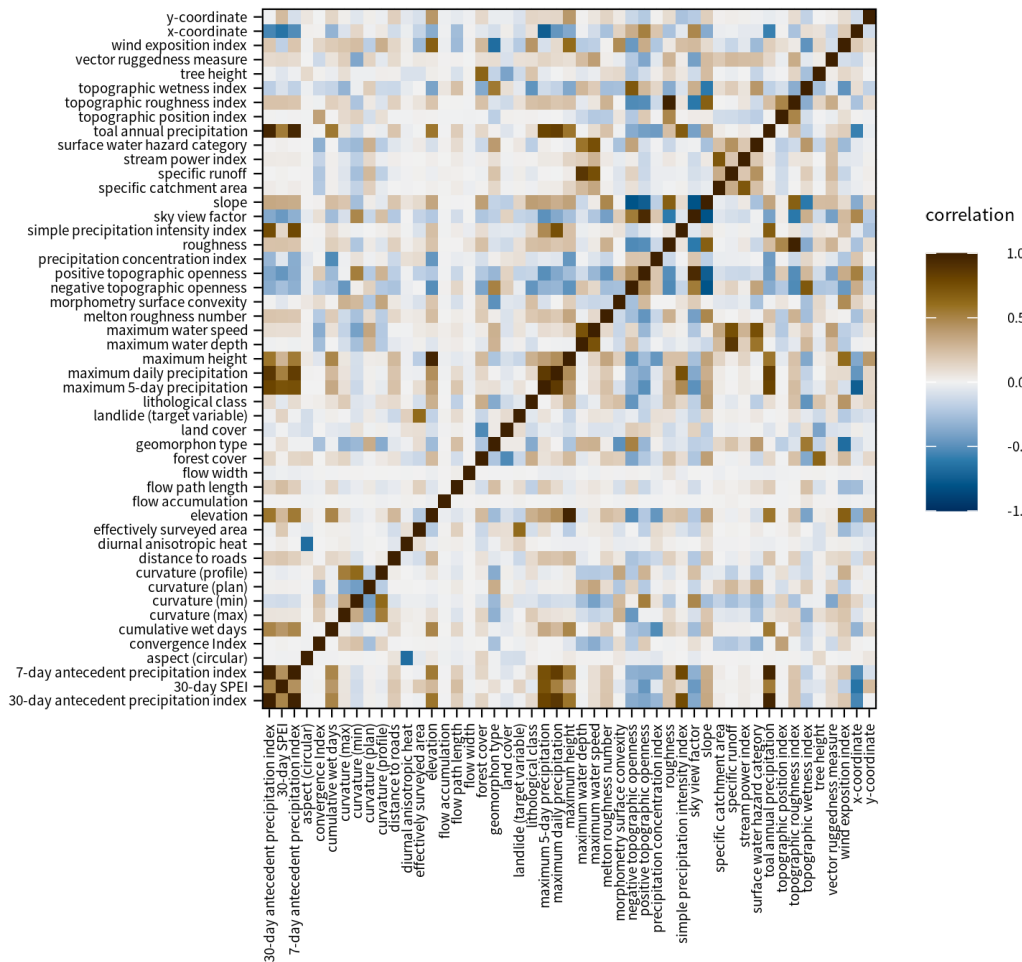 y-coordinate
x-coordinate
wind exposition index
vector ruggedness measure
tree height
topographic wetness index
topographic roughness index
topographic position index
toal annual precipitation
surface water hazard category
stream power index
specific runoff
specific catchment area
slope
sky view factor
simple precipitation intensity index
roughness
precipitation concentration index
positive topographic openness
negative topographic openness
morphometry surface convexity
melton roughness number
maximum water speed
maximum water depth
maximum height
maximum daily precipitation
maximum 5-day precipitation
lithological class
landlide (target variable)
land cover
geomorphon type
forest cover
flow width
flow path length
flow accumulation
elevation
effectively surveyed area
diurnal anisotropic heat
distance to roads
curvature (profile)
curvature (plan)
curvature (min)
curvature (max)
cumulative wet days
convergence Index
aspect (circular)
7-day antecedent precipitation index
30-day SPEI
30-day antecedent precipitation index
30-day antecedent precipitation index
30-day SPEI
7-day antecedent precipitation index
aspect (circular)
convergence Index
cumulative wet days
curvature (max)
curvature (min)
curvature (plan)
curvature (profile)
distance to roads
diurnal anisotropic heat
effectively surveyed area
elevation
flow accumulation
flow path length
flow width
forest cover
geomorphon type
land cover
landlide (target variable)
lithological class
maximum 5-day precipitation
maximum daily precipitation
maximum height
maximum water depth
maximum water speed
melton roughness number
morphometry surface convexity
negative topographic openness
positive topographic openness
precipitation concentration index
roughness
simple precipitation intensity index
sky view factor
slope
specific catchment area
specific runoff
stream power index
surface water hazard category
toal annual precipitation
topographic position index
topographic roughness index
topographic wetness index
tree height
vector ruggedness measure
wind exposition index
x-coordinate
y-coordinate
correlation
1.0
0.5
0.0
-0.
-1.